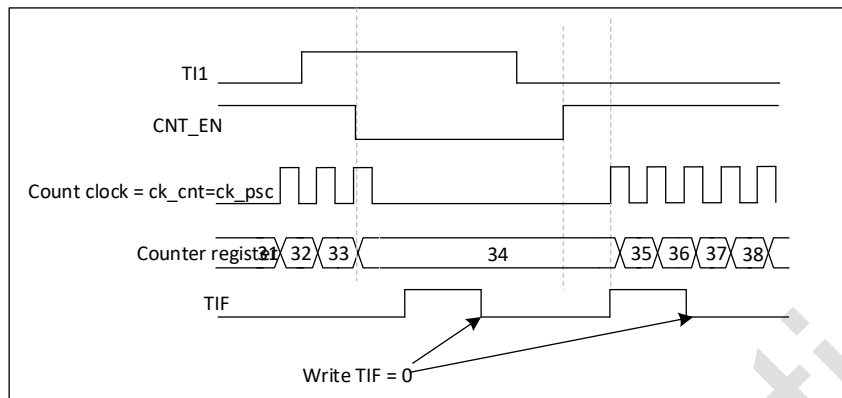 TI1
CNT_EN
Count clock = ck_cnt=ck_psc
Counter register
31 32 33 34 35 36 37 38
TIF
Write TIF = 0